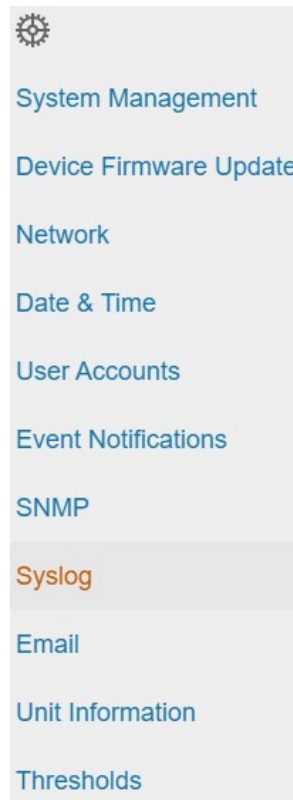 System Management
Device Firmware Update
Network
Date & Time
User Accounts
Event Notifications
SNMP
Syslog
Email
Unit Information
Thresholds